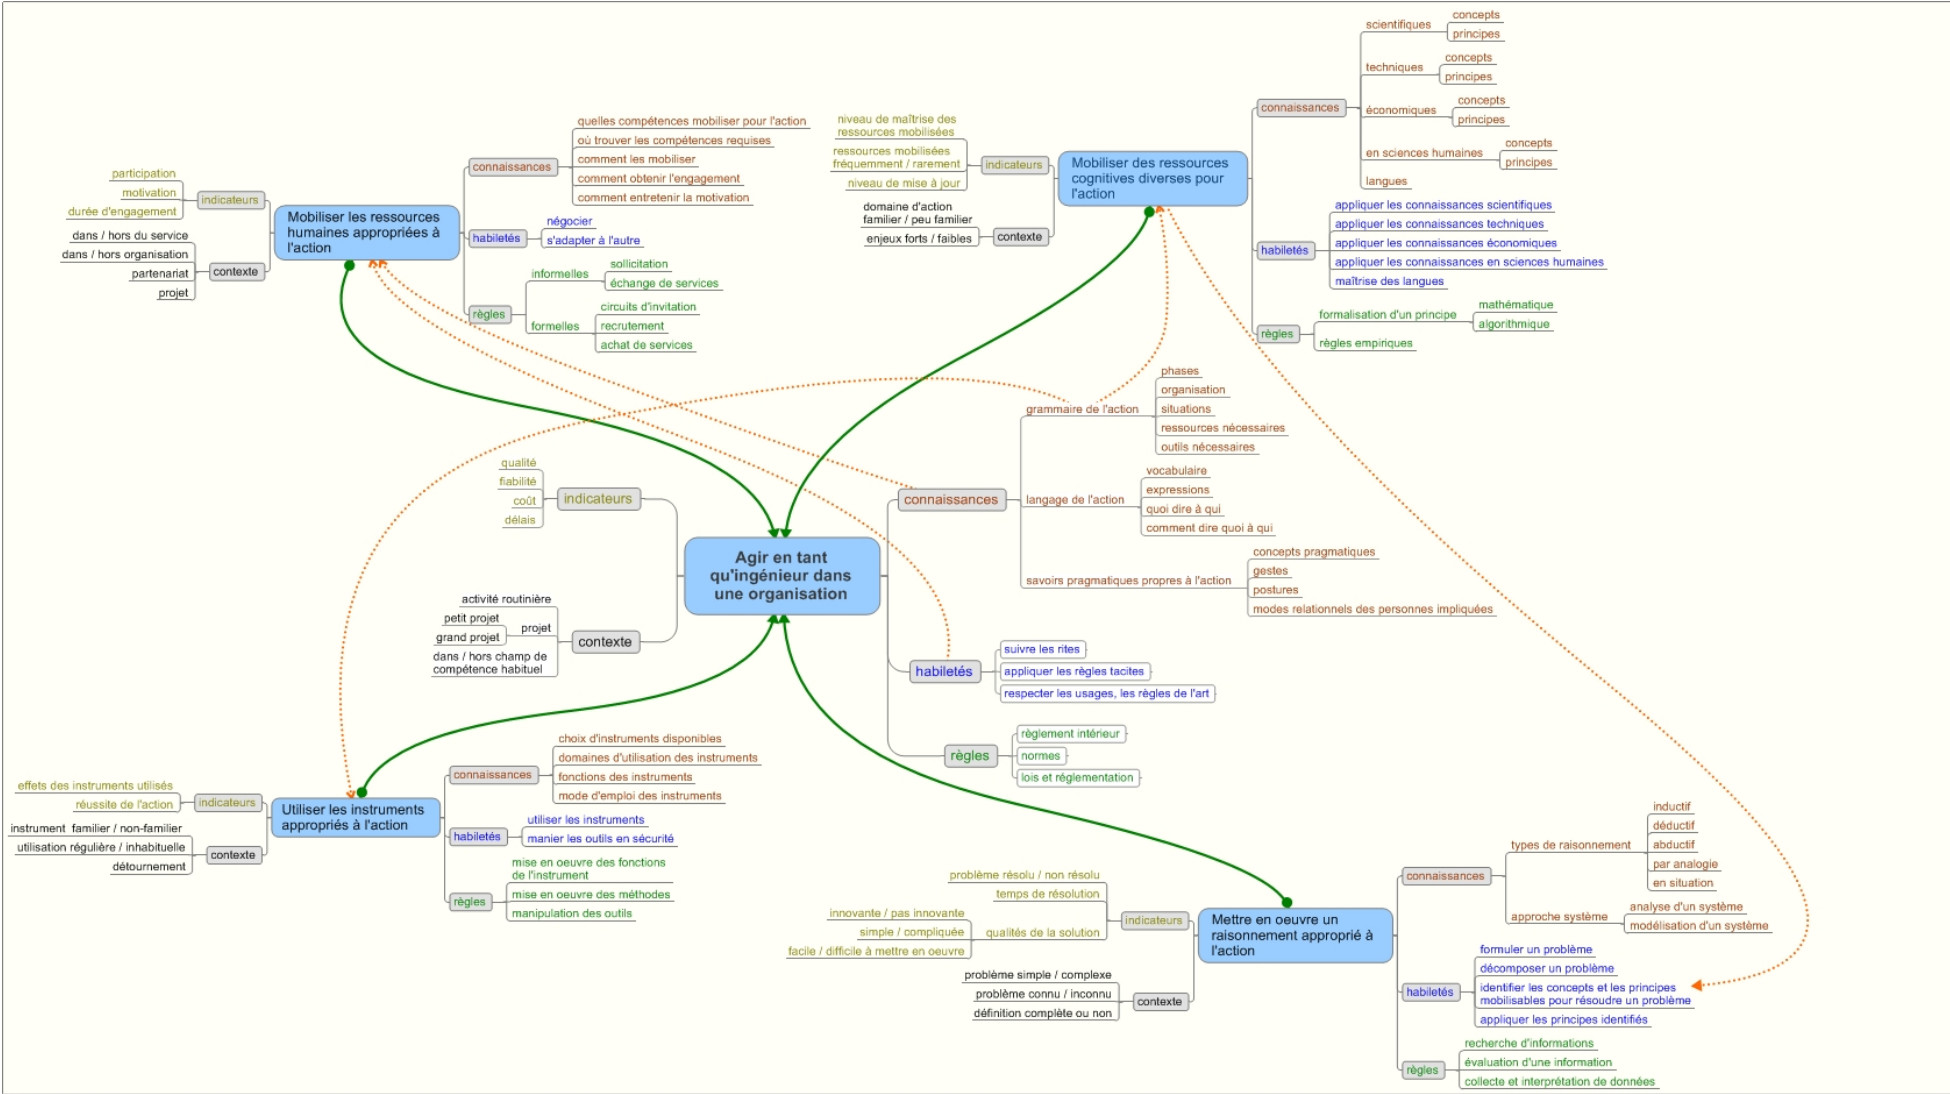 Agir en tant
qu'ingénieur dans
une organisation
indicateurs
qualité
fiabilité
coût
délais
contexte
activité routinière
projet
petit projet
grand projet
dans / hors champ de
compétence habituel
connaissances
grammaire de l'action
phases
organisation
situations
ressources nécessaires
outils nécessaires
langage de l'action
vocabulaire
expressions
quoi dire à qui
comment dire quoi à qui
savoirs pragmatiques propres à l'action
concepts pragmatiques
gestes
postures
modes relationnels des personnes impliquées
habiletés
suivre les rites
appliquer les règles tacites
respecter les usages, les règles de l'art
règles
règlement intérieur
normes
lois et réglementation
Mobiliser les ressources
humaines appropriées à
l'action
indicateurs
participation
motivation
durée d'engagement
contexte
dans / hors du service
dans / hors organisation
partenariat
projet
connaissances
quelles compétences mobiliser pour l'action
où trouver les compétences requises
comment les mobiliser
comment obtenir l'engagement
comment entretenir la motivation
habiletés
négocier
s'adapter à l'autre
règles
informelles
sollicitation
échange de services
formelles
circuits d'invitation
recrutement
achat de services
Mobiliser des ressources
cognitives diverses pour
l'action
indicateurs
niveau de maîtrise des
ressources mobilisées
ressources mobilisées
fréquemment / rarement
niveau de mise à jour
contexte
domaine d'action
familier / peu familier
enjeux forts / faibles
connaissances
scientifiques
concepts
principes
techniques
concepts
principes
économiques
concepts
principes
en sciences humaines
concepts
principes
langues
habiletés
appliquer les connaissances scientifiques
appliquer les connaissances techniques
appliquer les connaissances économiques
appliquer les connaissances en sciences humaines
maîtrise des langues
règles
formalisation d'un principe
mathématique
algorithmique
règles empiriques
Utiliser les instruments
appropriés à l'action
indicateurs
effets des instruments utilisés
réussite de l'action
contexte
instrument familier / non-familier
utilisation régulière / inhabituelle
détournement
connaissances
choix d'instruments disponibles
domaines d'utilisation des instruments
fonctions des instruments
mode d'emploi des instruments
habiletés
utiliser les instruments
manier les outils en sécurité
règles
mise en oeuvre des fonctions
de l'instrument
mise en oeuvre des méthodes
manipulation des outils
Mettre en oeuvre un
raisonnement approprié à
l'action
indicateurs
problème résolu / non résolu
temps de résolution
qualités de la solution
innovante / pas innovante
simple / compliquée
facile / difficile à mettre en oeuvre
contexte
problème simple / complexe
problème connu / inconnu
définition complète ou non
connaissances
types de raisonnement
inductif
déductif
abductif
par analogie
en situation
approche système
analyse d'un système
modélisation d'un système
habiletés
formuler un problème
décomposer un problème
identifier les concepts et les principes
mobilisables pour résoudre un problème
appliquer les principes identifiés
règles
recherche d'informations
évaluation d'une information
collecte et interprétation de données